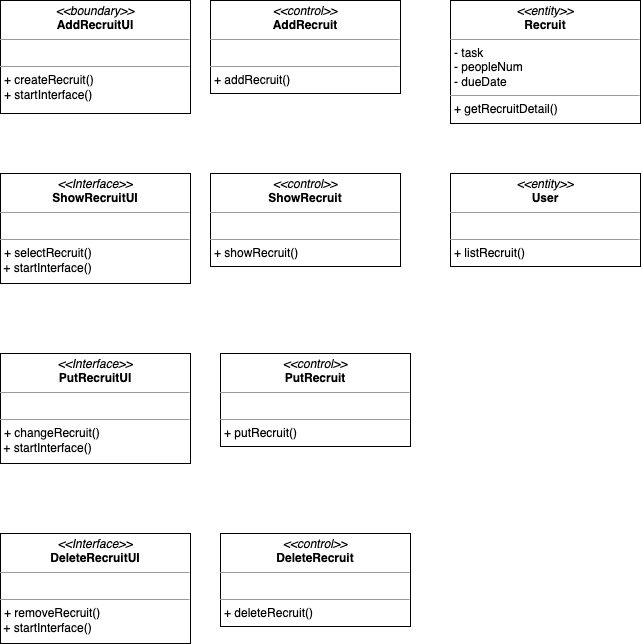 <<boundary>>
AddRecruitUI
+ createRecruit()
+ startInterface()
<<control>>
AddRecruit
+ addRecruit()
<<entity>>
Recruit
- task
- peopleNum
- dueDate
+ getRecruitDetail()
<<Interface>>
ShowRecruitUI
+ selectRecruit()
+ startInterface()
<<control>>
ShowRecruit
+ showRecruit()
<<entity>>
User
+ listRecruit()
<<Interface>>
PutRecruitUI
+ changeRecruit()
+ startInterface()
<<control>>
PutRecruit
+ putRecruit()
<<Interface>>
DeleteRecruitUI
+ removeRecruit()
+ startInterface()
<<control>>
DeleteRecruit
+ deleteRecruit()